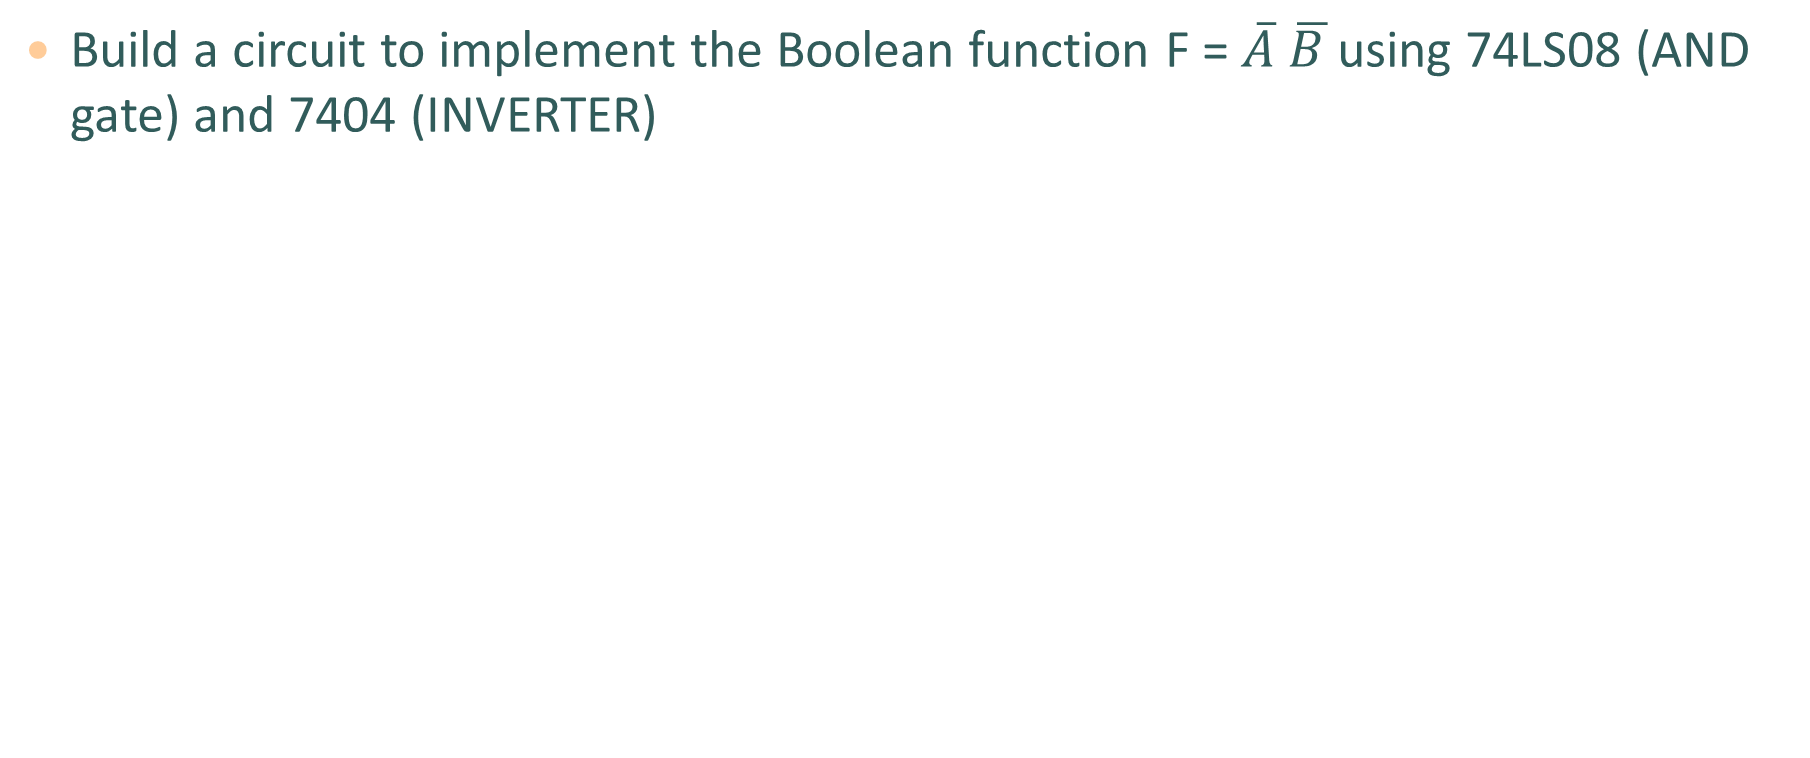 • Build a circuit to implement the Boolean function F = A̅ B̅ using 74LS08 (AND
gate) and 7404 (INVERTER)